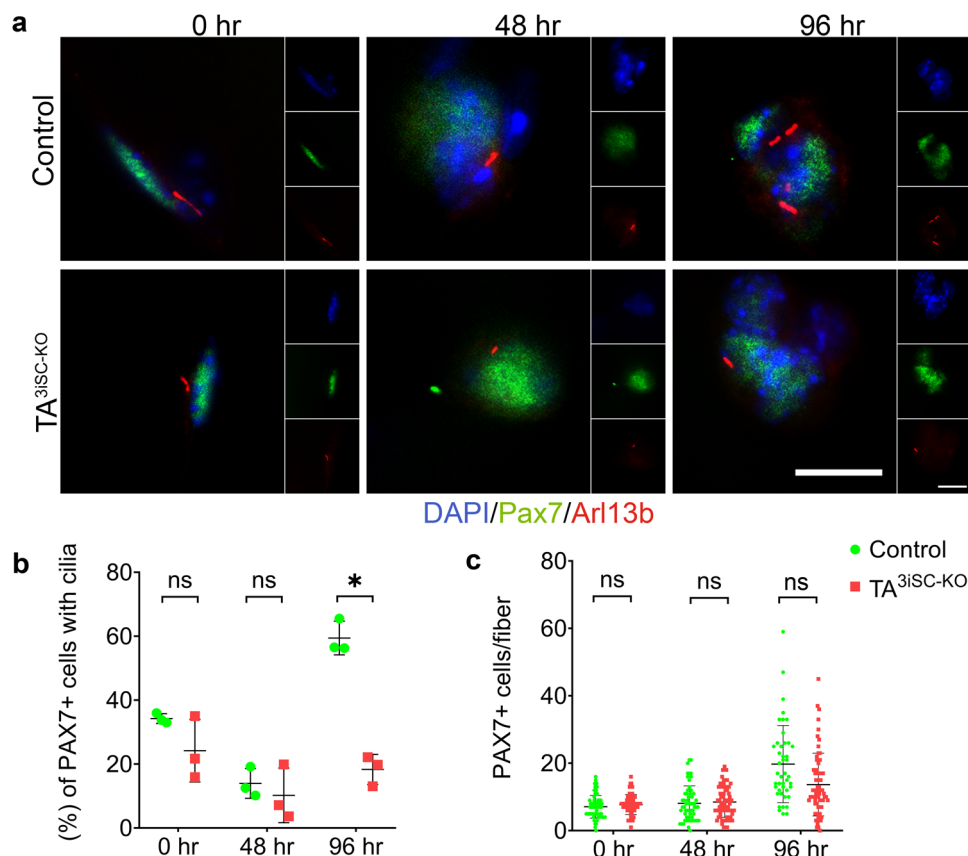 a
0 hr 48 hr 96 hr
Control
TA3iSC-KO
DAPI/Pax7/Arl13b
b
(%) of PAX7+ cells with cilia
80
60
40
20
0
ns ns *
0 hr 48 hr 96 hr
c
PAX7+ cells/fiber
80
60
40
20
0
ns ns ns
0 hr 48 hr 96 hr
Control
TA3iSC-KO